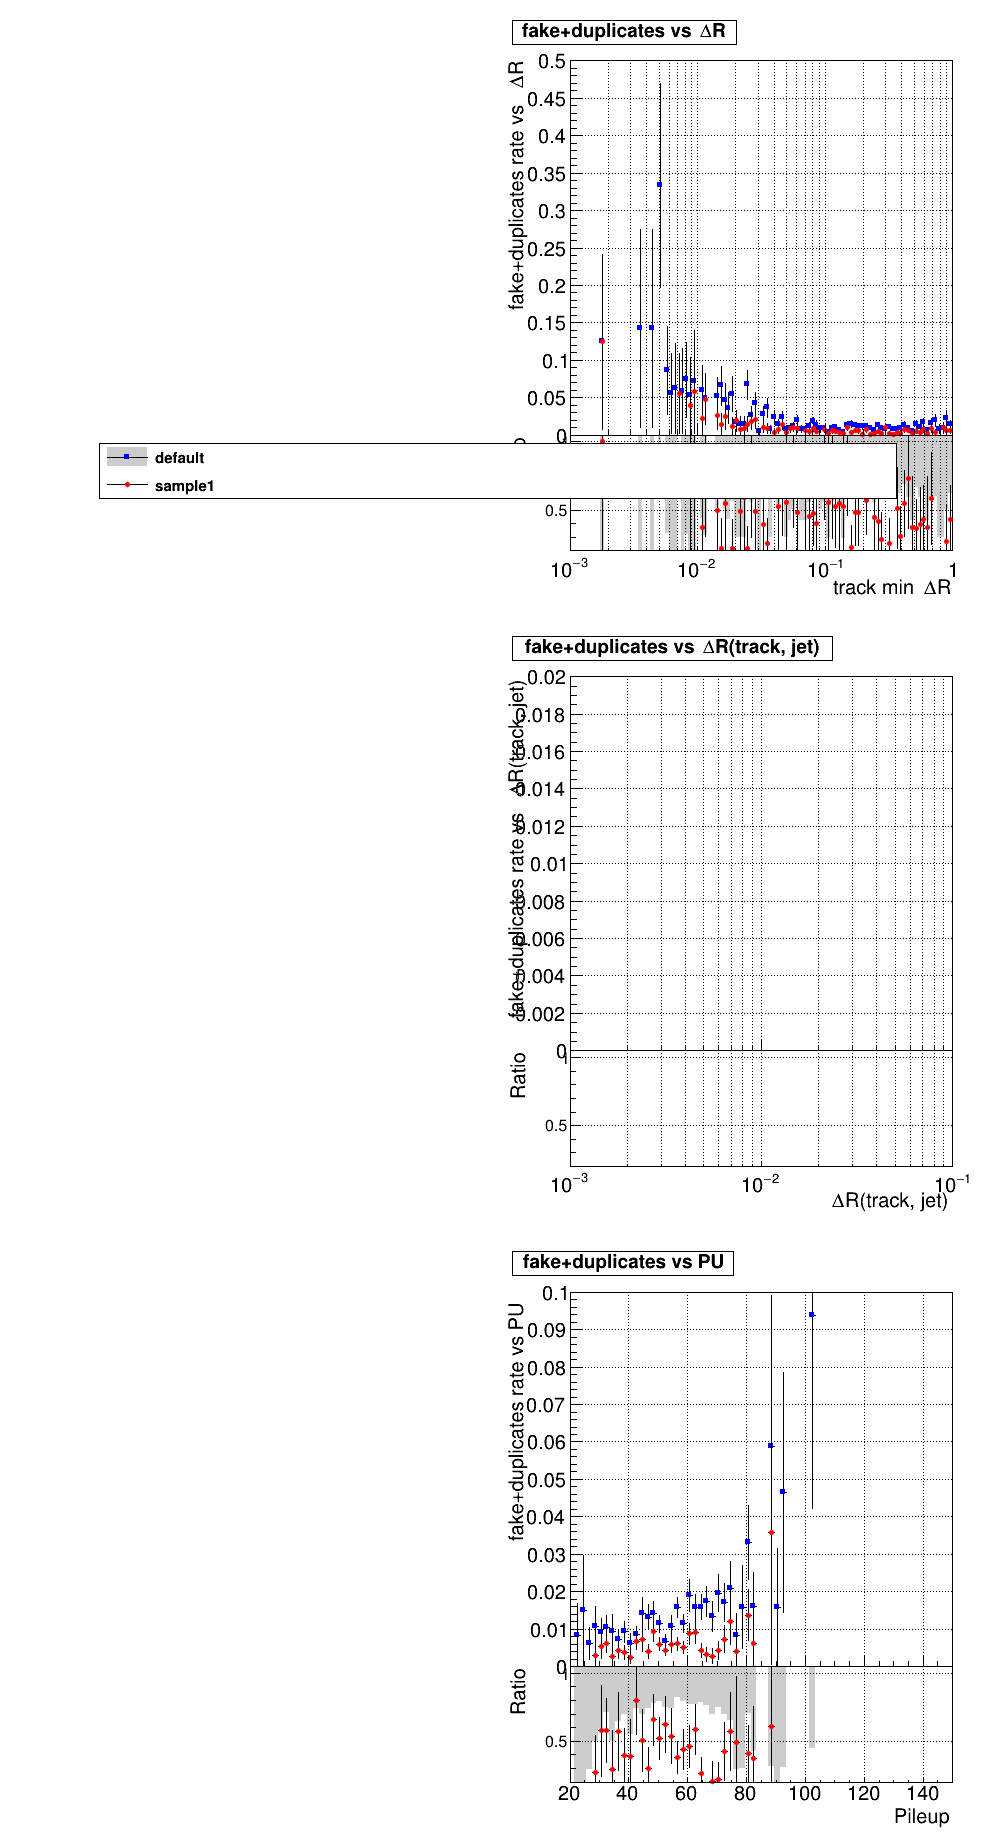 fake+duplicates vs ΔR
fake+duplicates rate vs ΔR
0.5
0.45
0.4
0.35
0.3
0.25
0.2
0.15
0.1
0.05
0
default
sample1
0.5
10⁻³ 10⁻² 10⁻¹ 1
track min ΔR
fake+duplicates vs ΔR(track, jet)
fake+duplicates rate vs ΔR(track, jet)
0.02
0.018
0.016
0.014
0.012
0.01
0.008
0.006
0.004
0.002
0
Ratio
1
0.5
10⁻³ 10⁻² 10⁻¹
ΔR(track, jet)
fake+duplicates vs PU
fake+duplicates rate vs PU
0.1
0.09
0.08
0.07
0.06
0.05
0.04
0.03
0.02
0.01
0
Ratio
1
0.5
20 40 60 80 100 120 140
Pileup